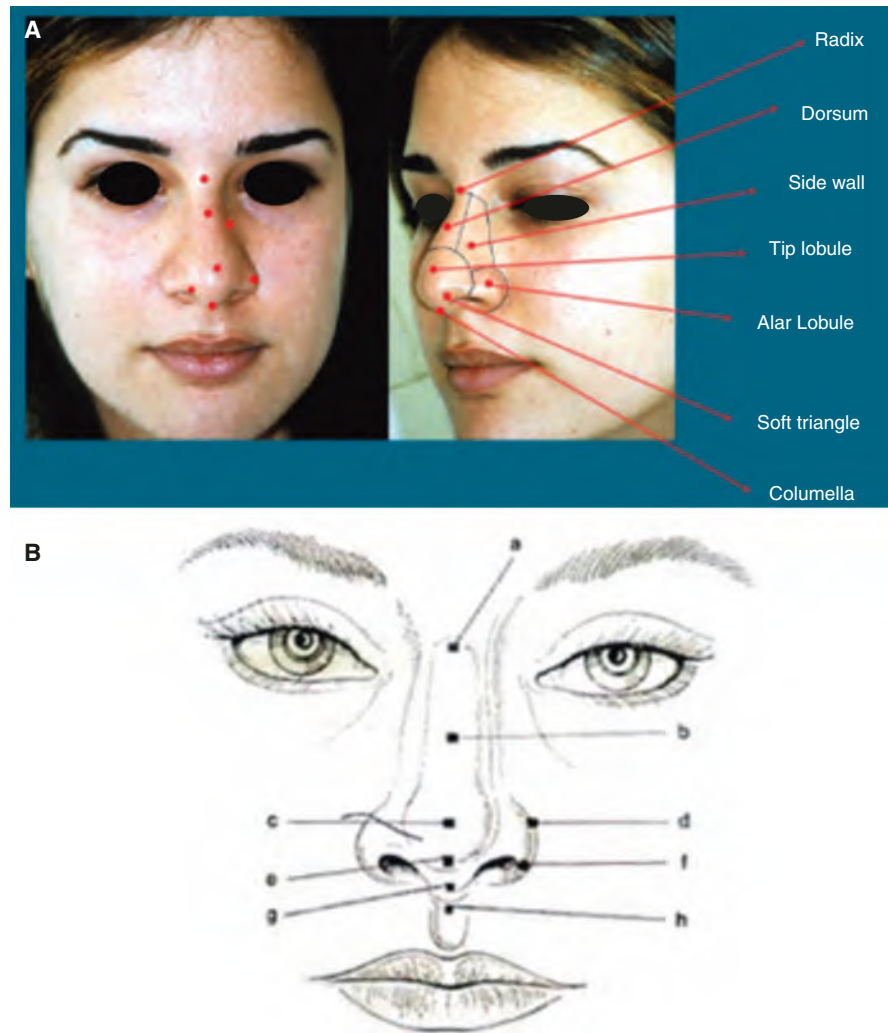 A
Radix
Dorsum
Side wall
Tip lobule
Alar Lobule
Soft triangle
Columella
B
a
b
c
d
e
f
g
h